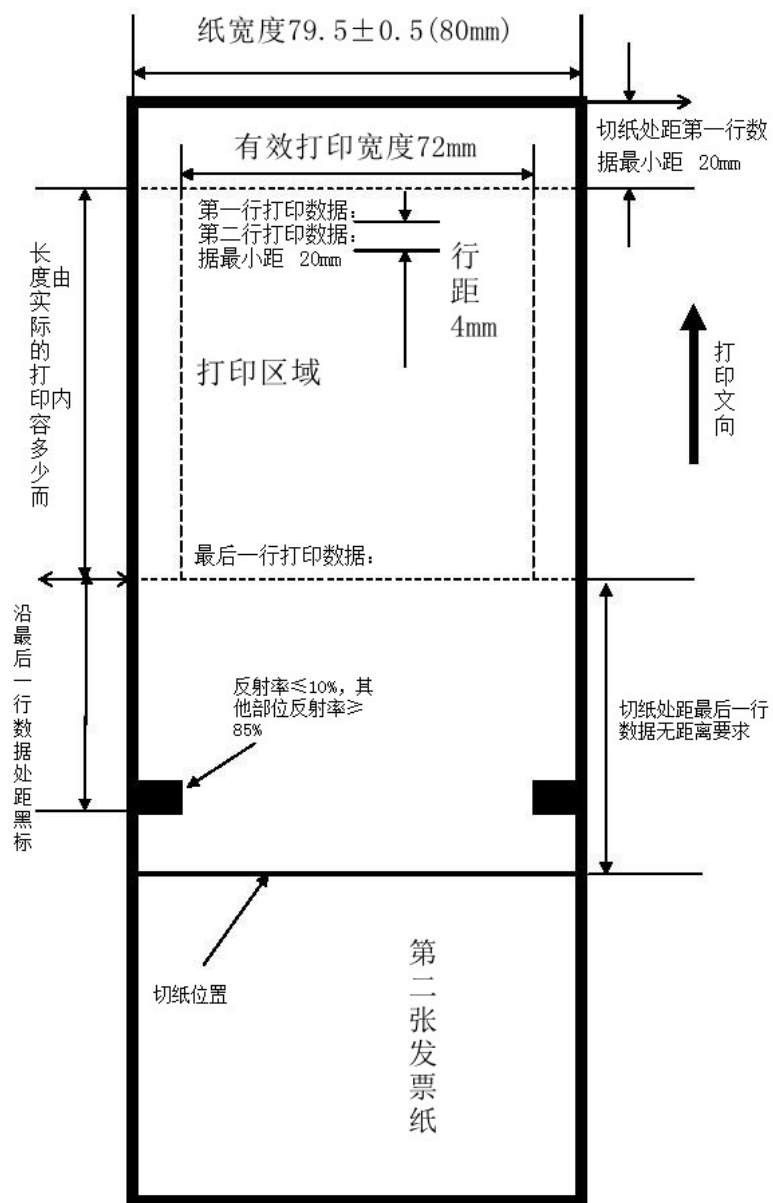 纸宽度79.5±0.5(80mm)
切纸处距第一行数
据最小距 20mm
有效打印宽度72mm
第一行打印数据:
第二行打印数据:
据最小距 20mm
行
距
4mm
长
度由
实
际
的
打
印内
容
多
少
而
打印区域
打
印
文
向
最后一行打印数据:
沿
最
后
一
行
数
据
处
距
黑
标
反射率≤10%, 其
他部位反射率≥
85%
切纸处距最后一行
数据无距离要求
切纸位置
第
二
张
发
票
纸